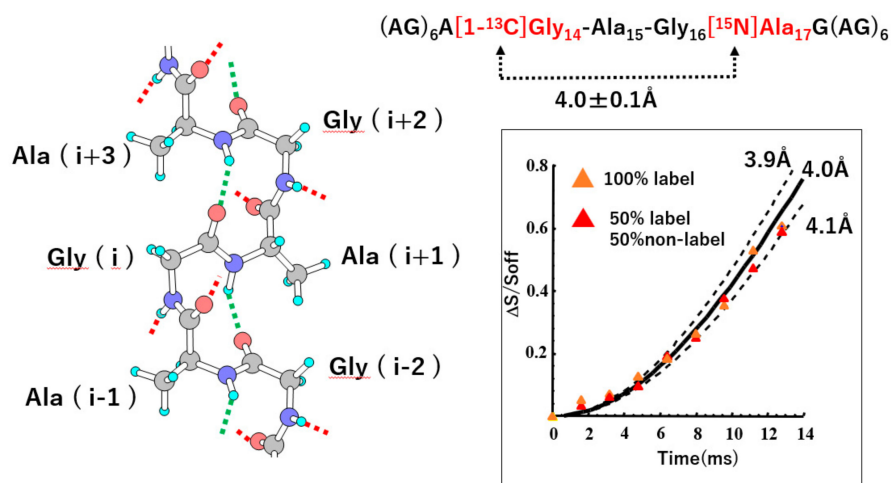 (AG)₆A[1-¹³C]Gly₁₄-Ala₁₅-Gly₁₆[¹⁵N]Ala₁₇G(AG)₆
4.0±0.1Å
Gly（i+2）
Ala（i+3）
Gly（i）
Ala（i+1）
Gly（i-2）
Ala（i-1）
0.8
0.6
0.4
0.2
ΔS/Soff
100% label
50% label
50%non-label
3.9Å
4.0Å
4.1Å
0 2 4 6 8 10 12 14
Time(ms)